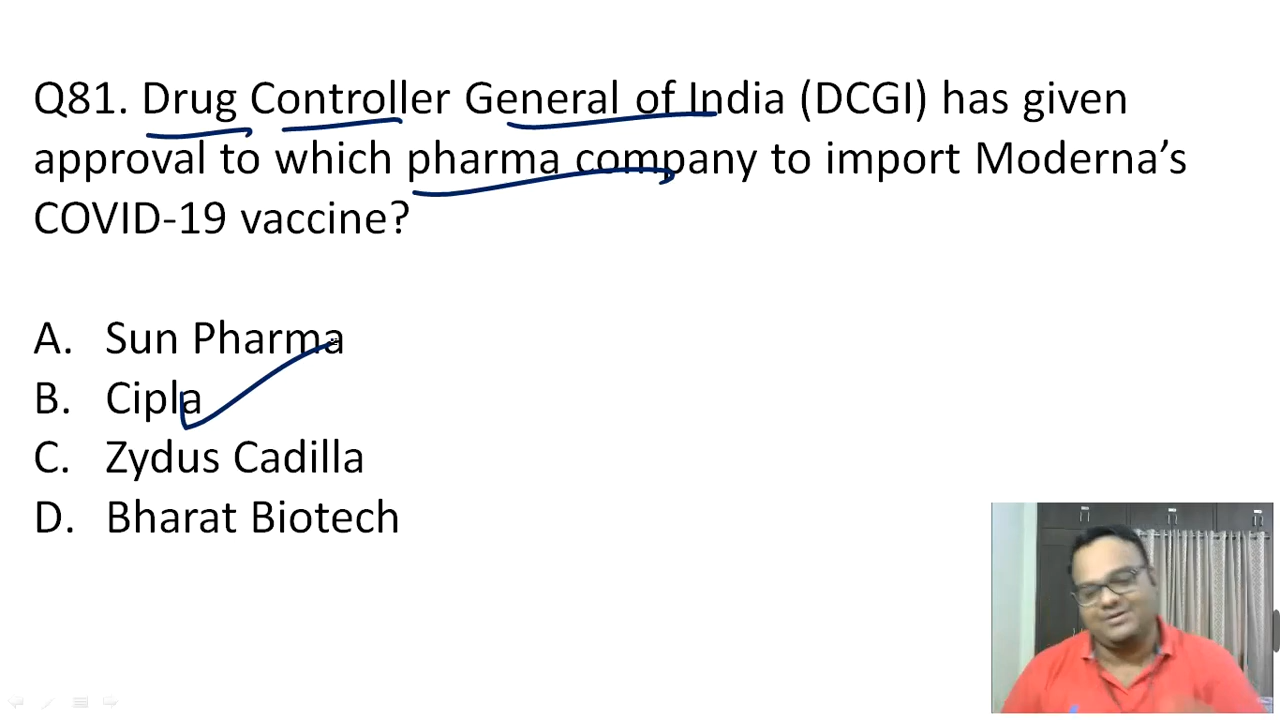 Q81. Drug Controller General of India (DCGI) has given
approval to which pharma company to import Moderna’s
COVID-19 vaccine?
A. Sun Pharma
B. Cipla
C. Zydus Cadilla
D. Bharat Biotech